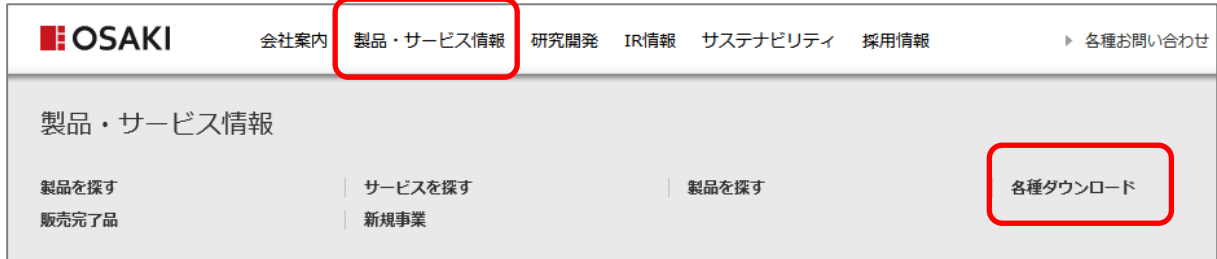 OSAKI 会社案内 製品・サービス情報 研究開発 IR情報 サステナビリティ 採用情報 ▶ 各種お問い合わせ
製品・サービス情報
製品を探す サービスを探す 製品を探す 各種ダウンロード
販売完了品 新規事業